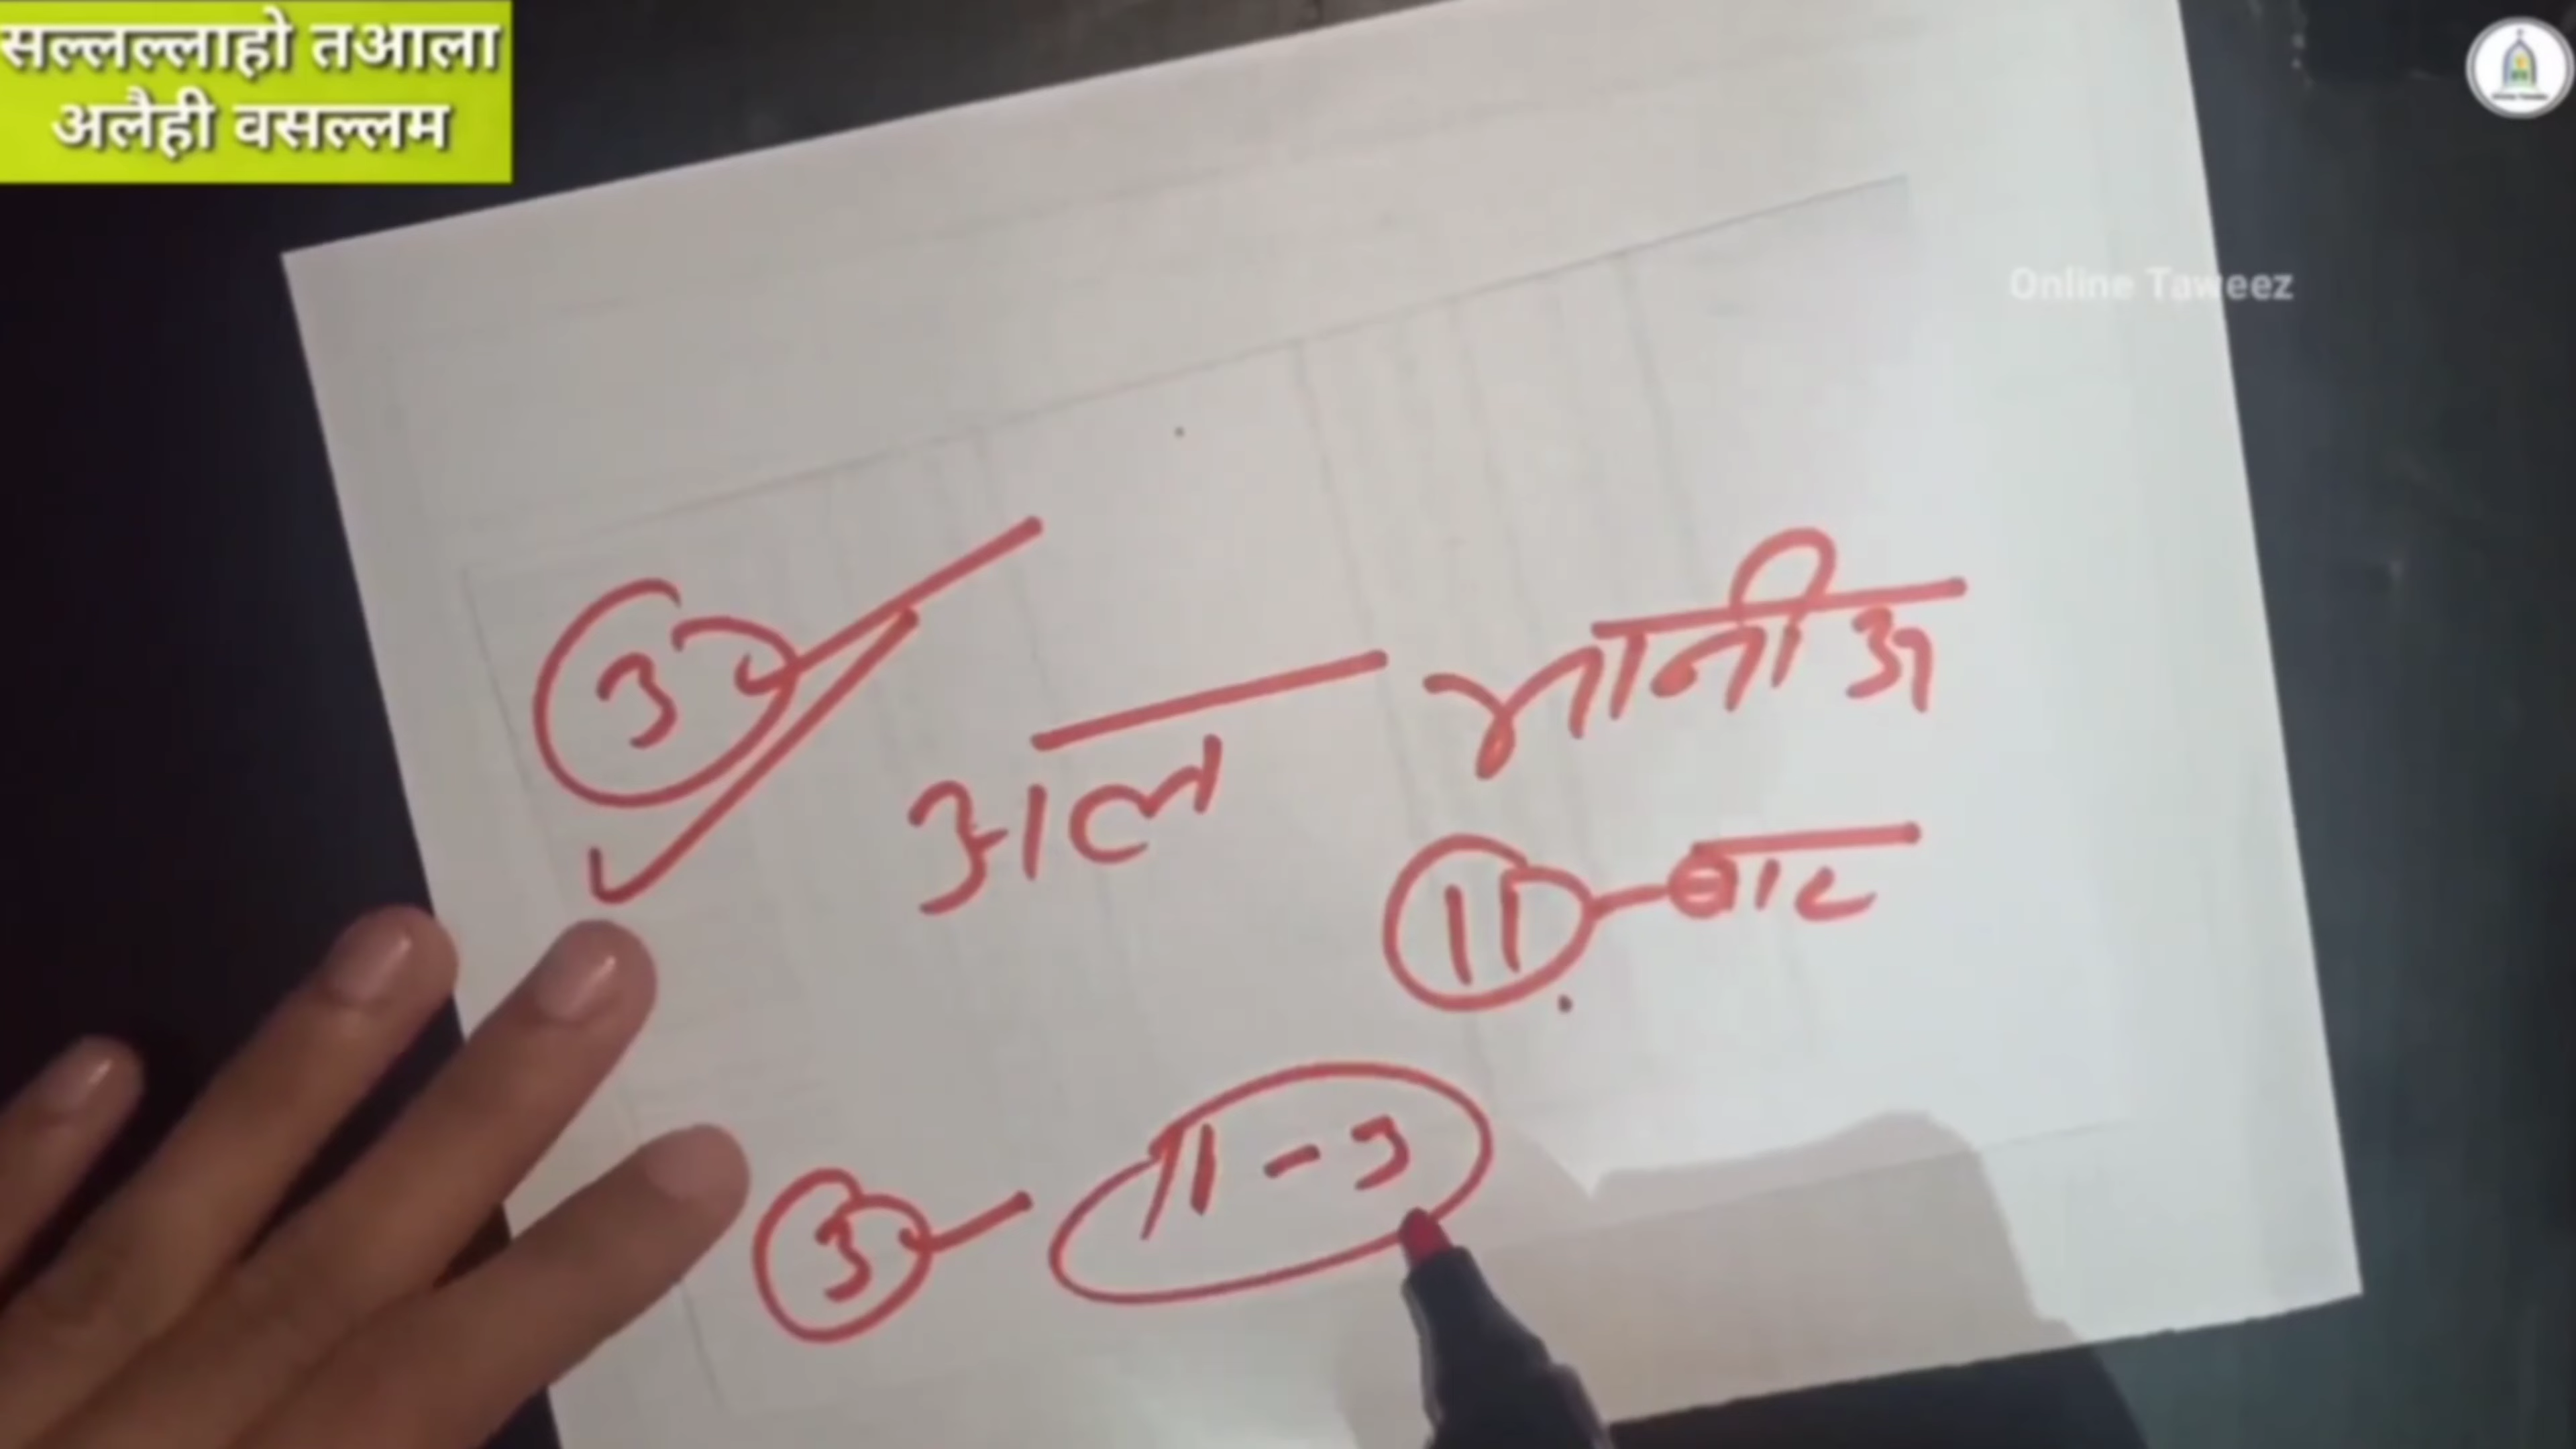 सल्लल्लाहो तआला
अलैही वसल्लम
Online Taweez
3
अल
11 बार
3 - 11-3